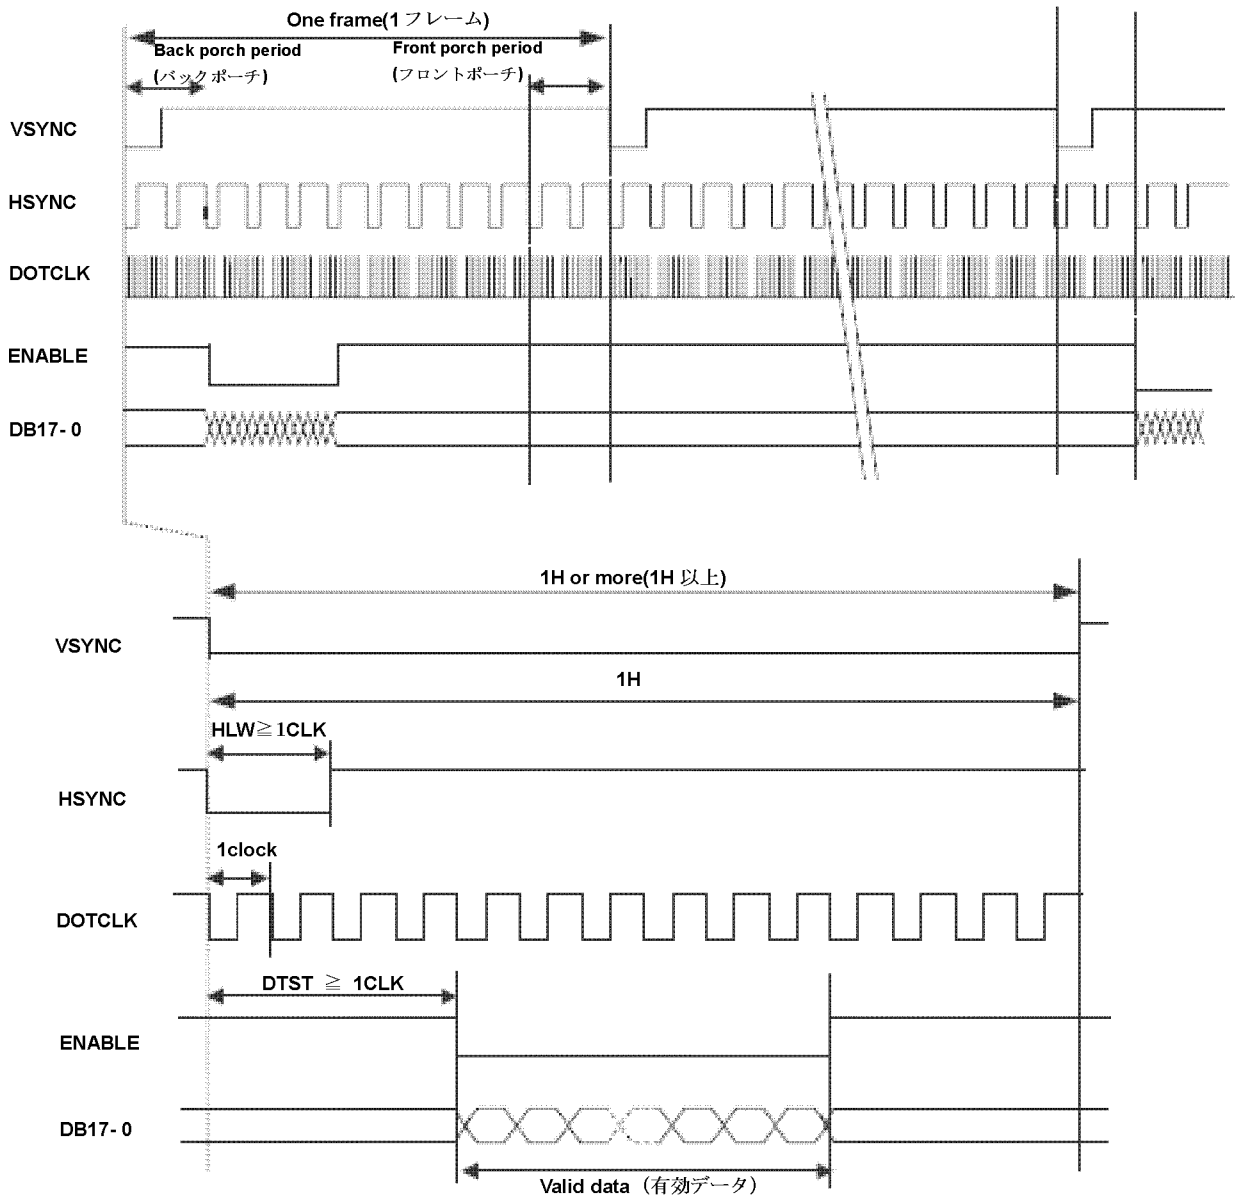 One frame(1フレーム)
Back porch period
(バックポーチ)
Front porch period
(フロントポーチ)
VSYNC
HSYNC
DOTCLK
ENABLE
DB17-0
1H or more(1H 以上)
VSYNC
1H
HLW≧1CLK
HSYNC
1clock
DOTCLK
DTST ≧ 1CLK
ENABLE
DB17-0
Valid data (有効データ)